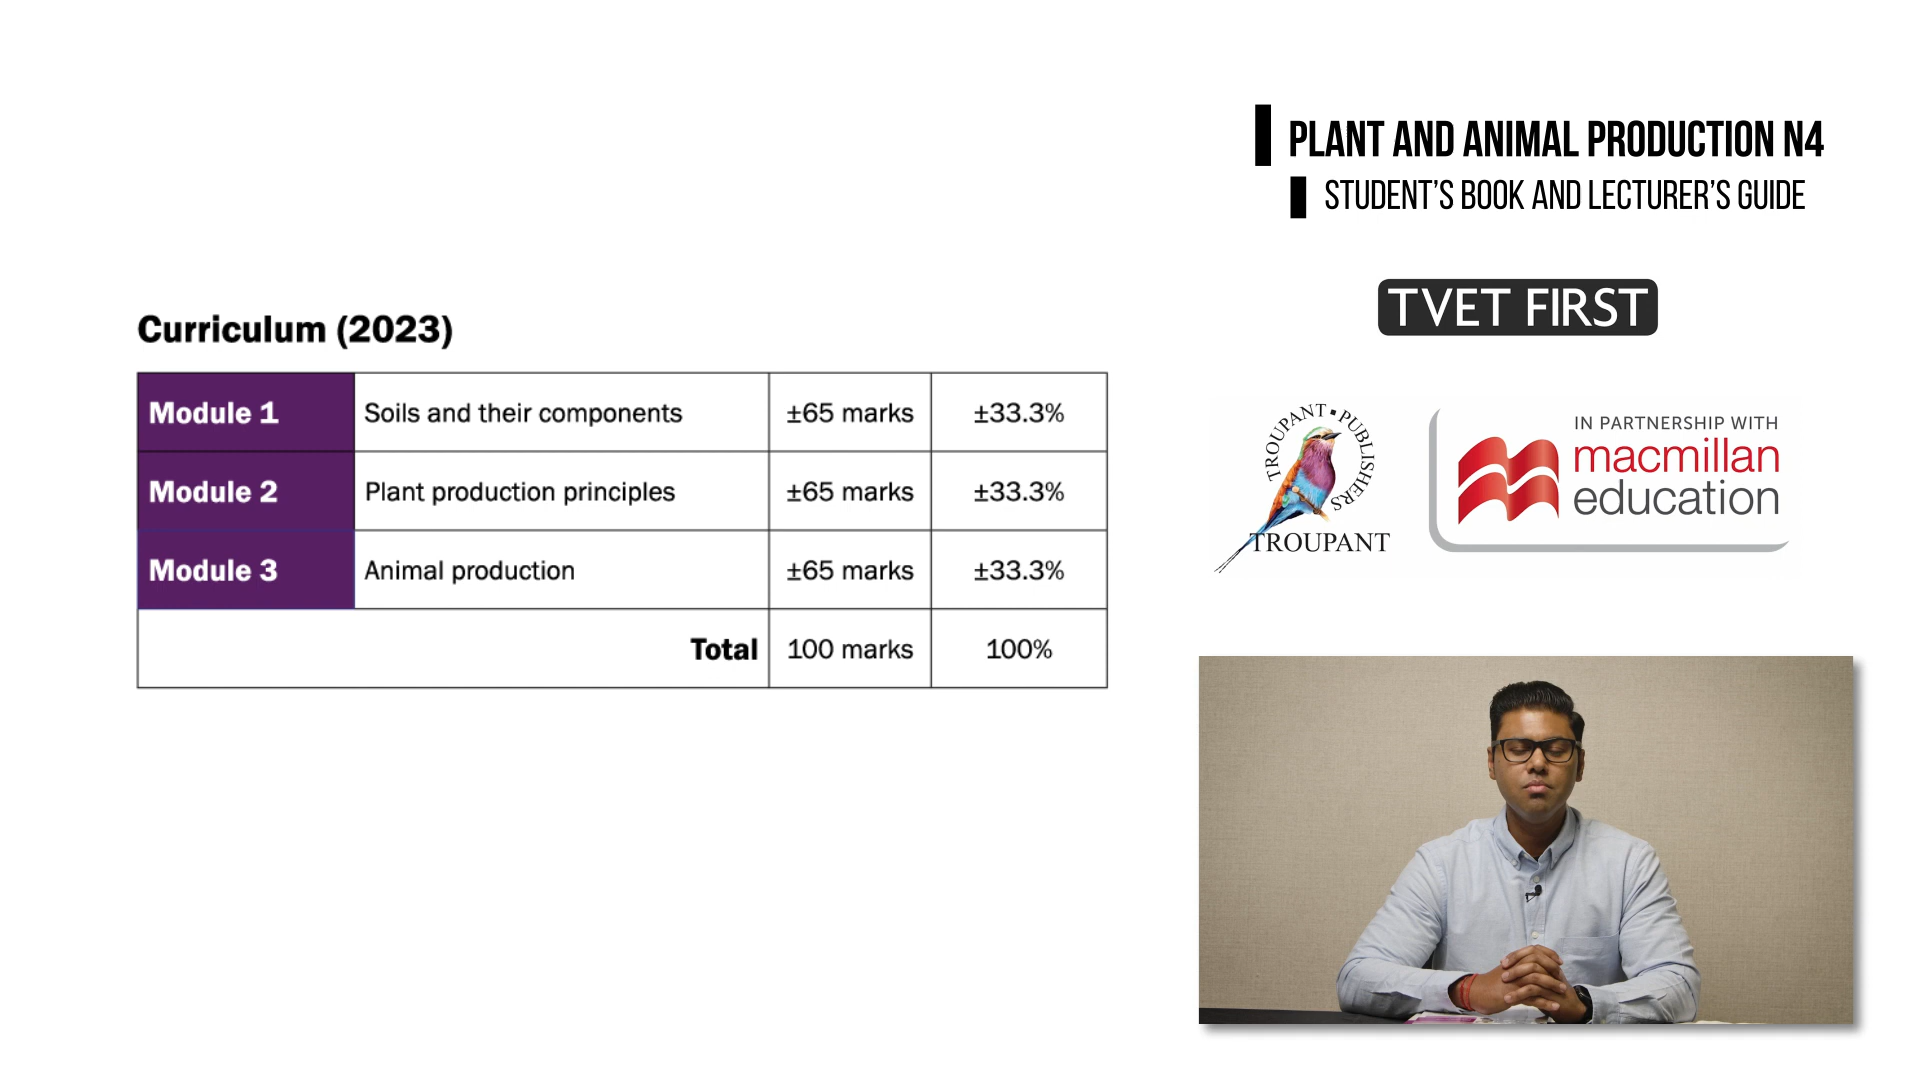 PLANT AND ANIMAL PRODUCTION N4
STUDENT'S BOOK AND LECTURER'S GUIDE
TVET FIRST
TROUPANT ▪ PUBLISHERS
TROUPANT
IN PARTNERSHIP WITH
macmillan
education
Curriculum (2023)
Module 1 Soils and their components ±65 marks ±33.3%
Module 2 Plant production principles ±65 marks ±33.3%
Module 3 Animal production ±65 marks ±33.3%
Total 100 marks 100%